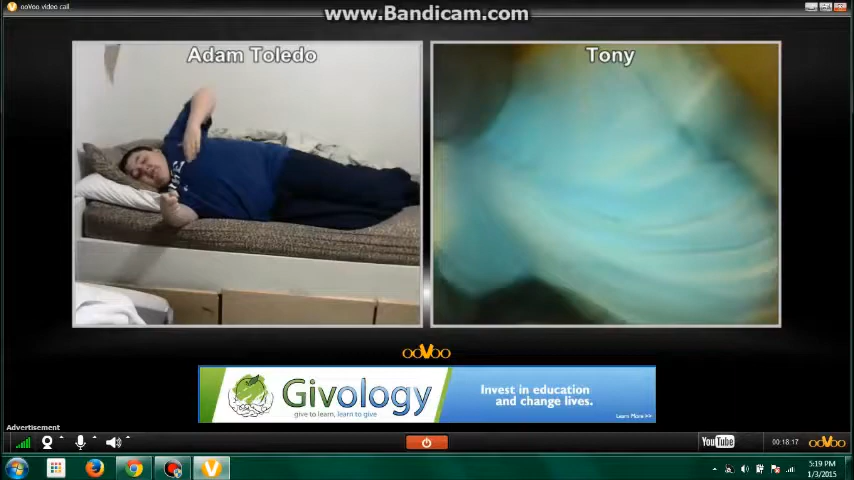 ooVoo video call
www.Bandicam.com
Adam Toledo
Tony
ooVoo
Givology
give to learn, learn to give
Invest in education
and change lives.
Learn More >>
Advertisement
YouTube
00:18:17
ooVoo
5:19 PM
1/3/2015